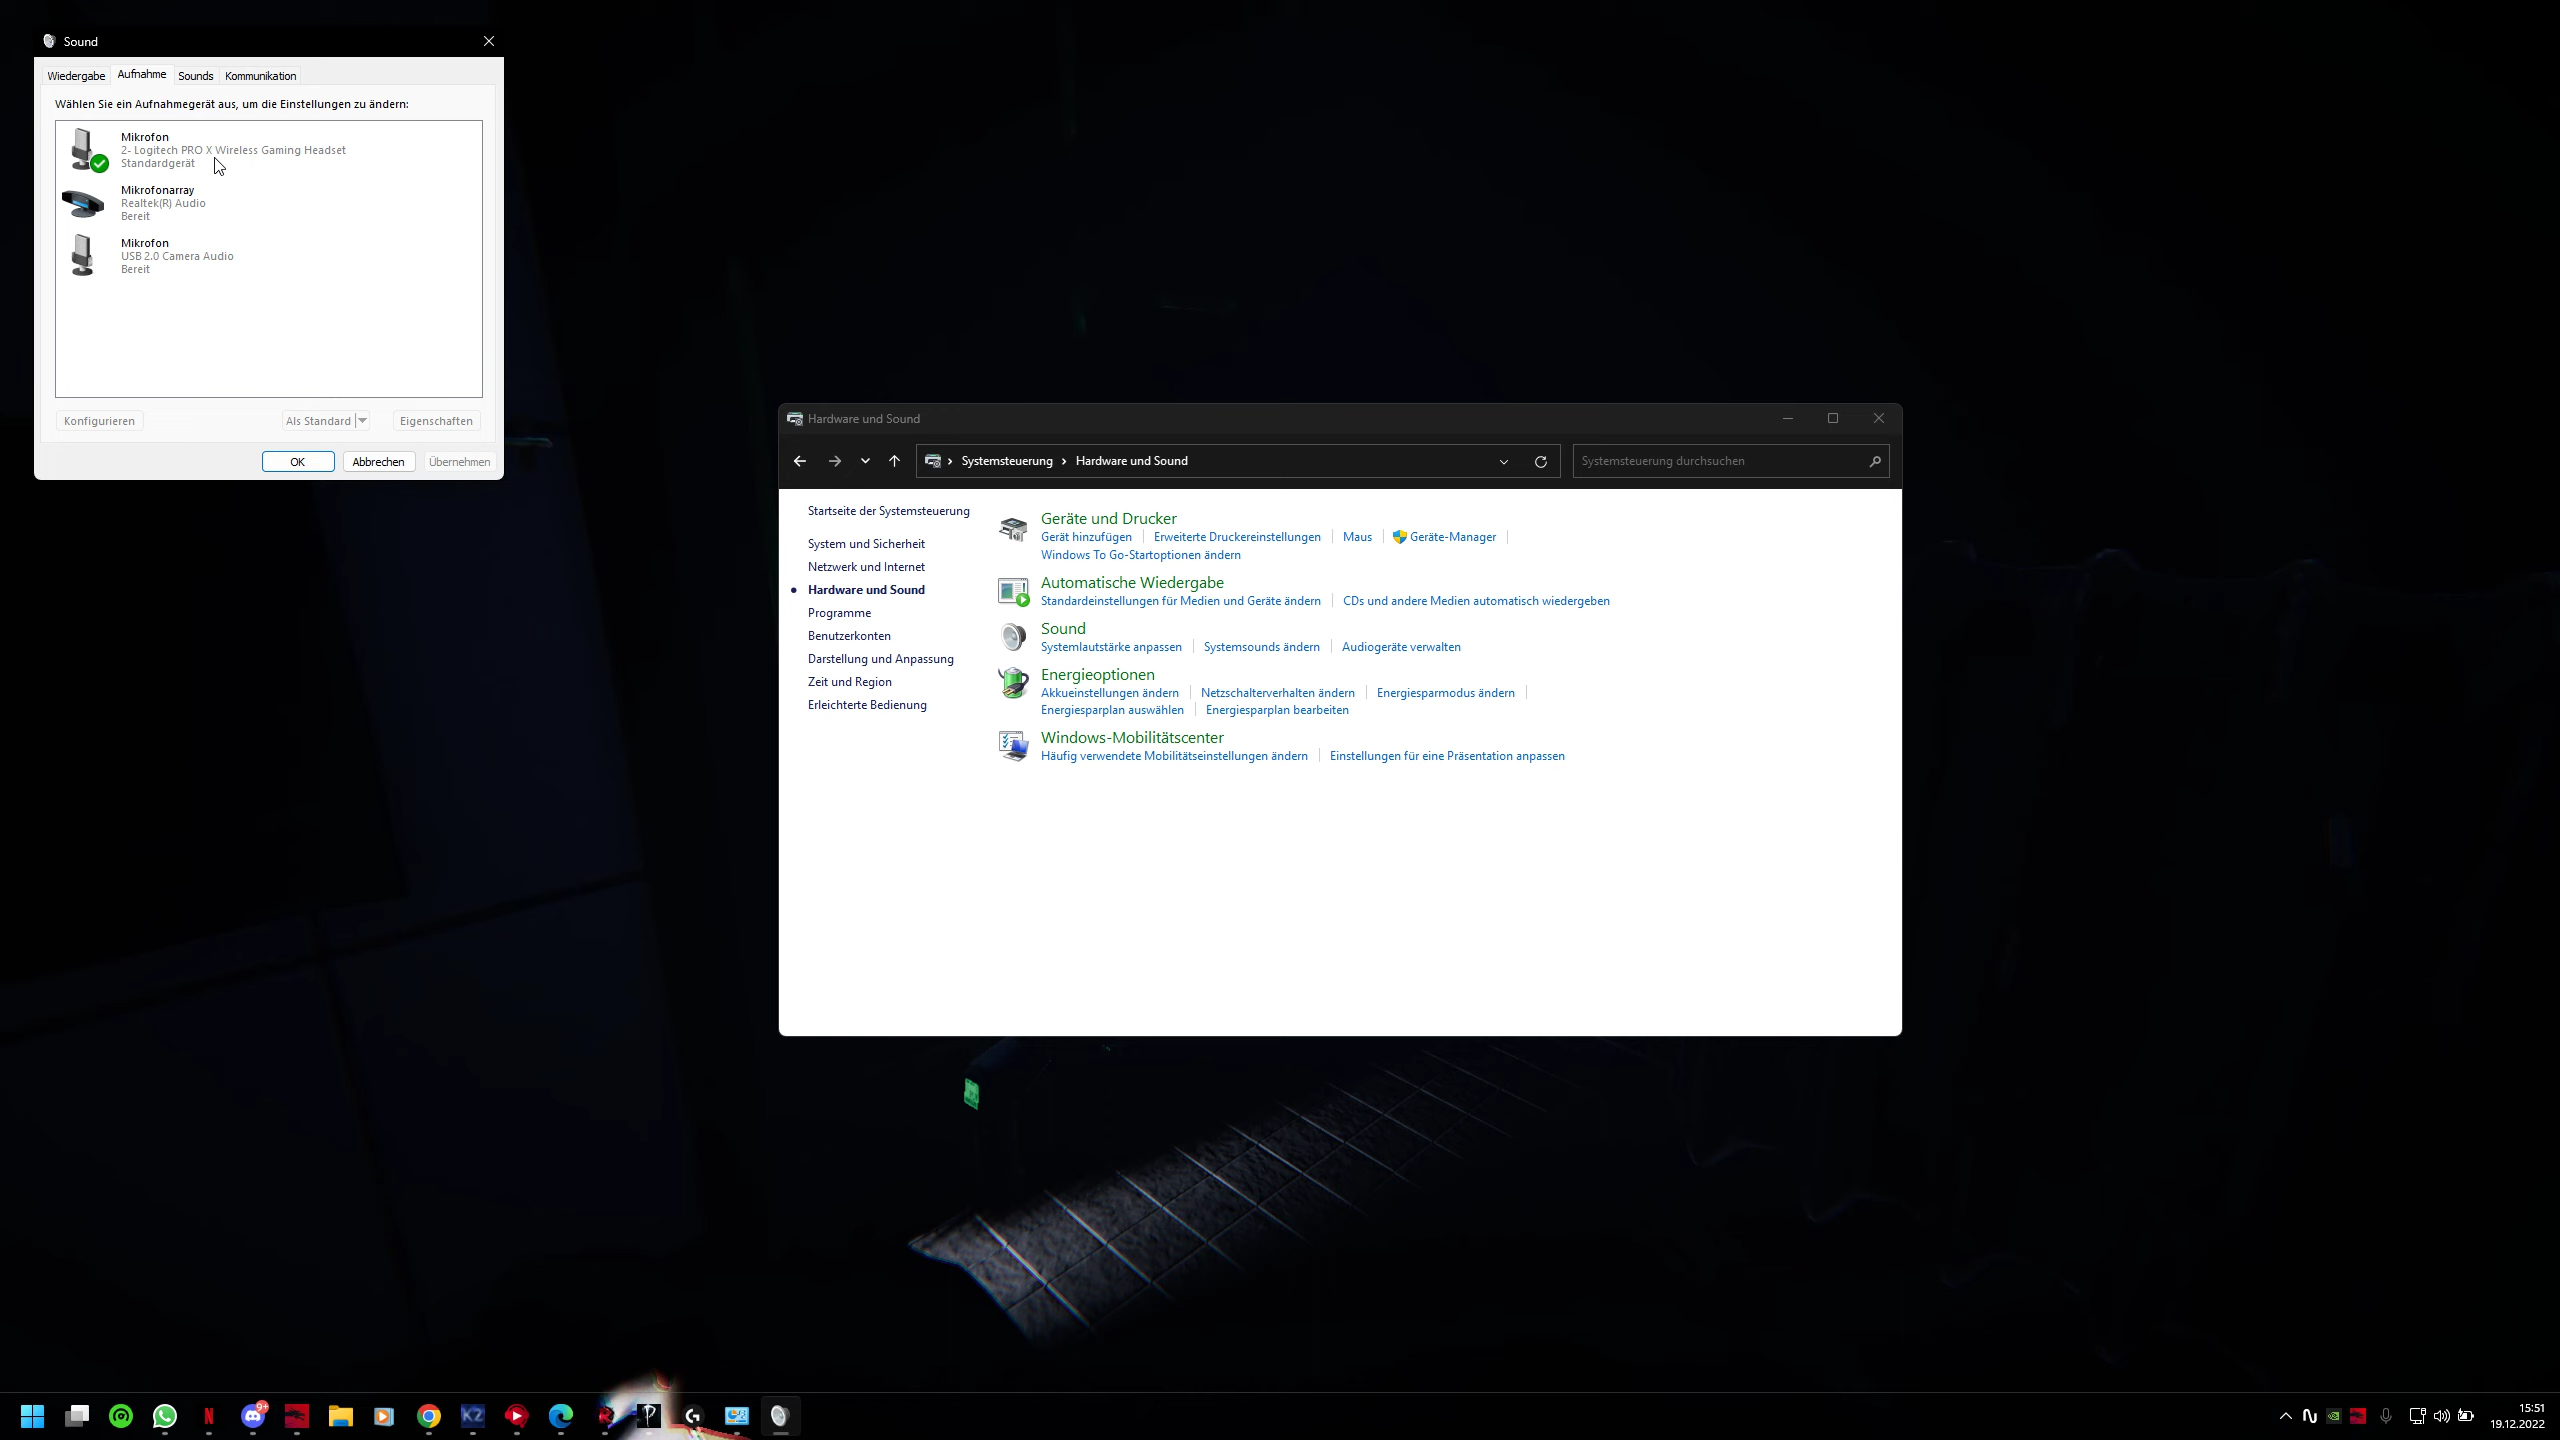 Sound
Wiedergabe Aufnahme Sounds Kommunikation
Wählen Sie ein Aufnahmegerät aus, um die Einstellungen zu ändern:
Mikrofon
2- Logitech PRO X Wireless Gaming Headset
Standardgerät
Mikrofonarray
Realtek(R) Audio
Bereit
Mikrofon
USB 2.0 Camera Audio
Bereit
Konfigurieren Als Standard Eigenschaften
OK Abbrechen Übernehmen
Hardware und Sound
Systemsteuerung Hardware und Sound Systemsteuerung durchsuchen
Startseite der Systemsteuerung
System und Sicherheit
Netzwerk und Internet
Hardware und Sound
Programme
Benutzerkonten
Darstellung und Anpassung
Zeit und Region
Erleichterte Bedienung
Geräte und Drucker
Gerät hinzufügen Erweiterte Druckereinstellungen Maus Geräte-Manager
Windows To Go-Startoptionen ändern
Automatische Wiedergabe
Standardeinstellungen für Medien und Geräte ändern CDs und andere Medien automatisch wiedergeben
Sound
Systemlautstärke anpassen Systemsounds ändern Audiogeräte verwalten
Energieoptionen
Akkueinstellungen ändern Netzschalterverhalten ändern Energiesparmodus ändern
Energiesparplan auswählen Energiesparplan bearbeiten
Windows-Mobilitätscenter
Häufig verwendete Mobilitätseinstellungen ändern Einstellungen für eine Präsentation anpassen
9+
N K2
15:51
19.12.2022